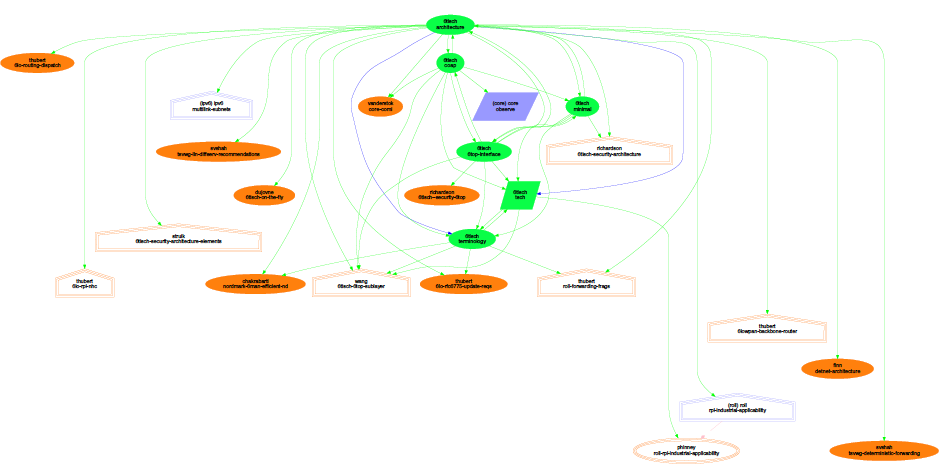 6tisch
architecture
thubert
6lo-routing-dispatch
6tisch
coap
(ipv6) ipv6
multilink-subnets
vanderstok
core-comi
(core) core
observe
6tisch
minimal
svshah
tsvwg-lln-diffserv-recommendations
6tisch
6top-interface
richardson
6tisch-security-architecture
dujovne
6tisch-on-the-fly
richardson
6tisch--security-6top
6tisch
tsch
struik
6tisch-security-architecture-elements
6tisch
terminology
thubert
6lo-rpl-nhc
chakrabarti
nordmark-6man-efficient-nd
wang
6tisch-6top-sublayer
thubert
6lo-rfc6775-update-reqs
thubert
roll-forwarding-frags
thubert
6lowpan-backbone-router
finn
detnet-architecture
(roll) roll
rpl-industrial-applicability
phinney
roll-rpl-industrial-applicability
svshah
tsvwg-deterministic-forwarding